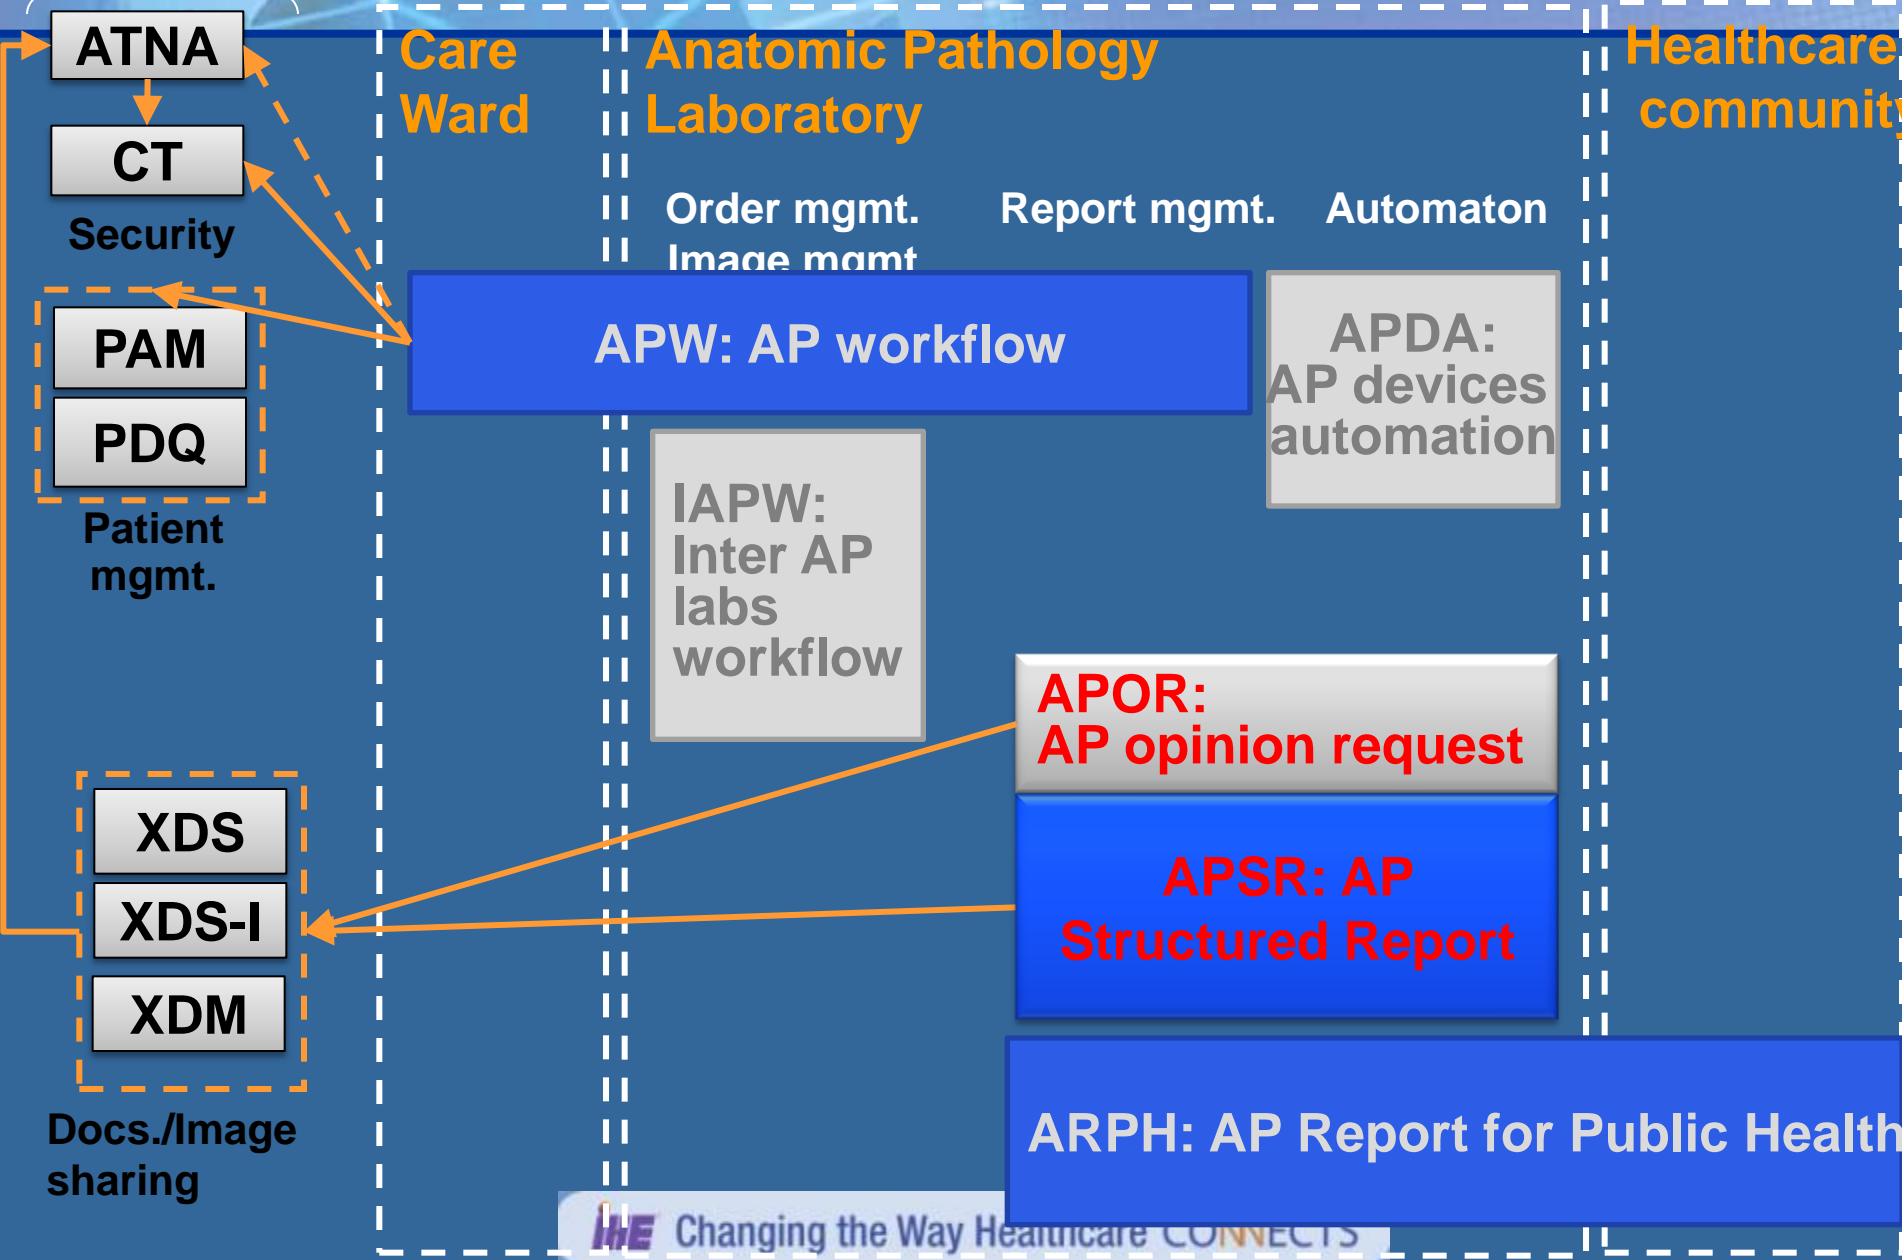 ATNA
CT
Security
PAM
PDQ
Patient
mgmt.
XDS
XDS-I
XDM
Docs./Image
sharing
Care
Ward
Anatomic Pathology
Laboratory
Healthcare
community
Order mgmt.
Image mgmt
Report mgmt.
Automaton
APW: AP workflow
APDA:
AP devices
automation
IAPW:
Inter AP
labs
workflow
APOR:
AP opinion request
APSR: AP
Structured Report
ARPH: AP Report for Public Health
IHE Changing the Way Healthcare CONNECTS